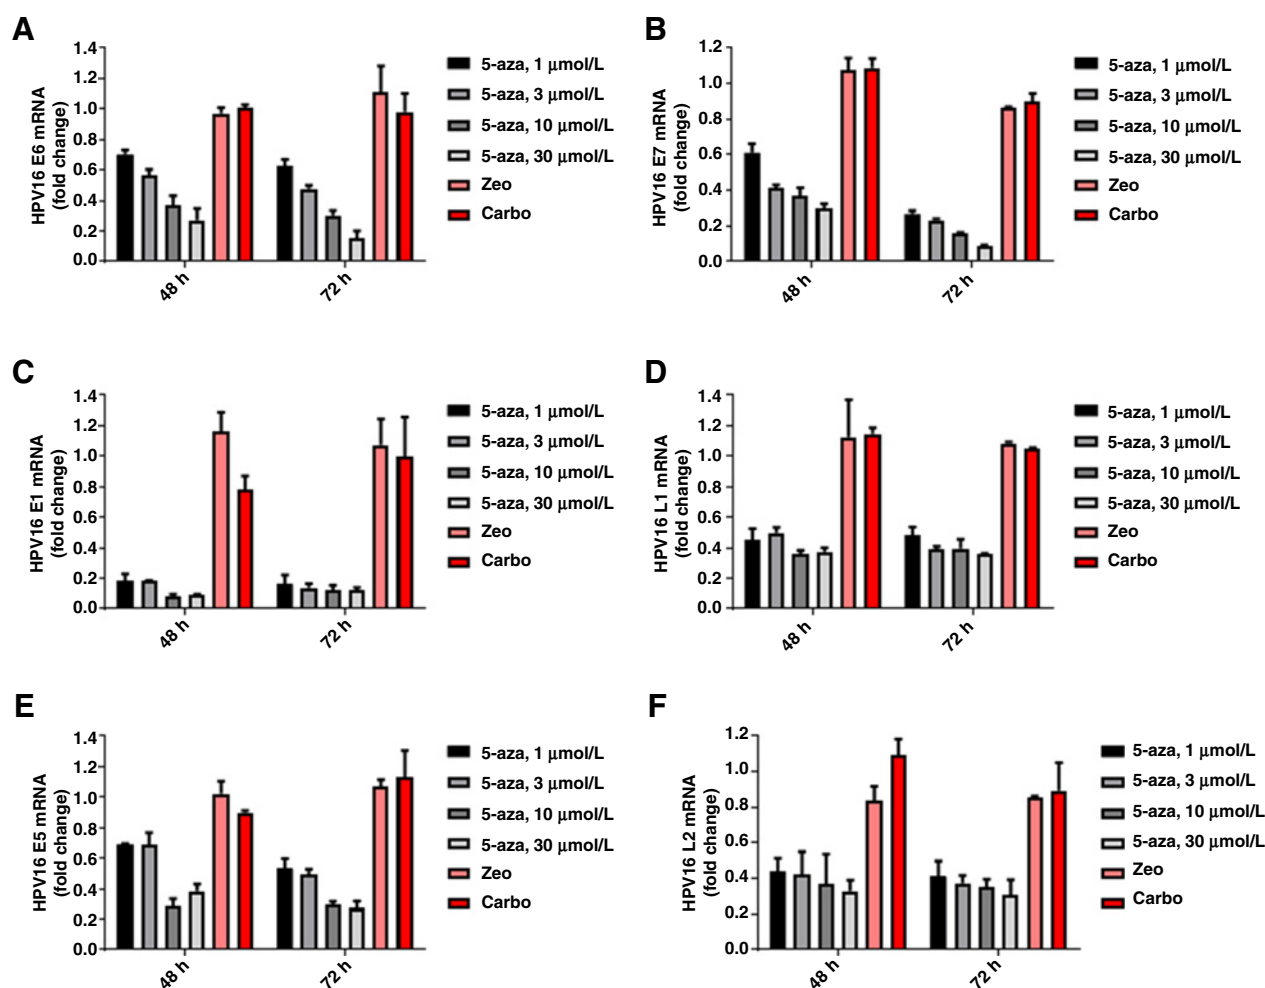 A
HPV16 E6 mRNA
(fold change)
1.4
1.2
1.0
0.8
0.6
0.4
0.2
0.0
48 h
72 h
5-aza, 1 μmol/L
5-aza, 3 μmol/L
5-aza, 10 μmol/L
5-aza, 30 μmol/L
Zeo
Carbo
B
HPV16 E7 mRNA
(fold change)
1.2
1.0
0.8
0.6
0.4
0.2
0.0
48 h
72 h
5-aza, 1 μmol/L
5-aza, 3 μmol/L
5-aza, 10 μmol/L
5-aza, 30 μmol/L
Zeo
Carbo
C
HPV16 E1 mRNA
(fold change)
1.4
1.2
1.0
0.8
0.6
0.4
0.2
0.0
48 h
72 h
5-aza, 1 μmol/L
5-aza, 3 μmol/L
5-aza, 10 μmol/L
5-aza, 30 μmol/L
Zeo
Carbo
D
HPV16 L1 mRNA
(fold change)
1.4
1.2
1.0
0.8
0.6
0.4
0.2
0.0
48 h
72 h
5-aza, 1 μmol/L
5-aza, 3 μmol/L
5-aza, 10 μmol/L
5-aza, 30 μmol/L
Zeo
Carbo
E
HPV16 E5 mRNA
(fold change)
1.4
1.2
1.0
0.8
0.6
0.4
0.2
0.0
48 h
72 h
5-aza, 1 μmol/L
5-aza, 3 μmol/L
5-aza, 10 μmol/L
5-aza, 30 μmol/L
Zeo
Carbo
F
HPV16 L2 mRNA
(fold change)
1.2
1.0
0.8
0.6
0.4
0.2
0.0
48 h
72 h
5-aza, 1 μmol/L
5-aza, 3 μmol/L
5-aza, 10 μmol/L
5-aza, 30 μmol/L
Zeo
Carbo